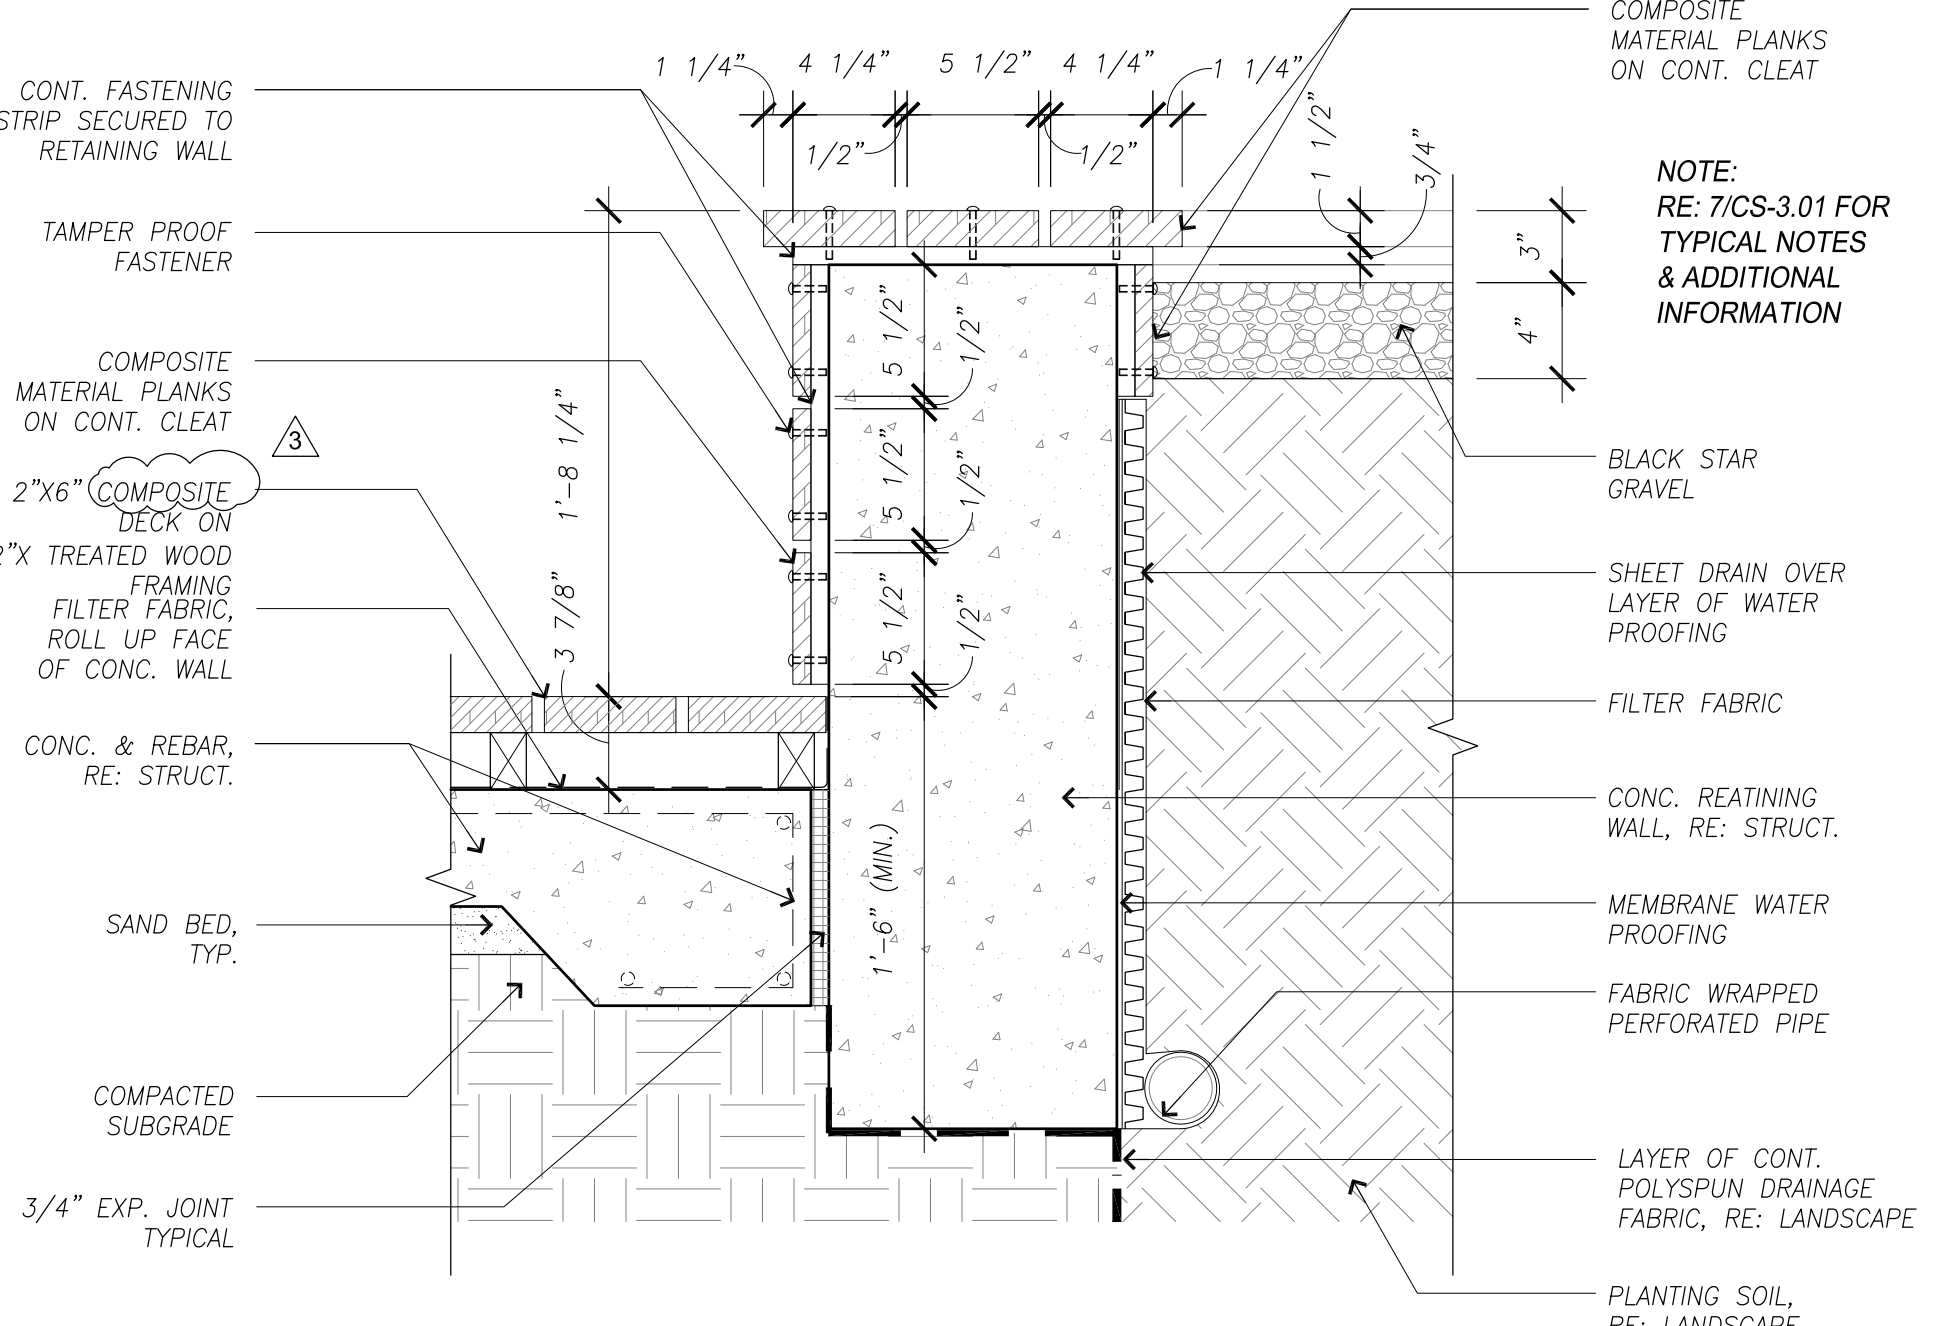 CONT. FASTENING
STRIP SECURED TO
RETAINING WALL
TAMPER PROOF
FASTENER
COMPOSITE
MATERIAL PLANKS
ON CONT. CLEAT
3
2"X6" COMPOSITE
DECK ON
2"X TREATED WOOD
FRAMING
FILTER FABRIC,
ROLL UP FACE
OF CONC. WALL
CONC. & REBAR,
RE: STRUCT.
SAND BED,
TYP.
COMPACTED
SUBGRADE
3/4" EXP. JOINT
TYPICAL
1 1/4" 4 1/4" 5 1/2" 4 1/4" 1 1/4"
1/2" 1/2"
1'-8 1/4"
3 7/8"
5 1/2"
1/2"
5 1/2"
1/2"
5 1/2"
1/2"
1'-6" (MIN.)
1 1/2"
3/4"
3"
4"
COMPOSITE
MATERIAL PLANKS
ON CONT. CLEAT
NOTE:
RE: 7/CS-3.01 FOR
TYPICAL NOTES
& ADDITIONAL
INFORMATION
BLACK STAR
GRAVEL
SHEET DRAIN OVER
LAYER OF WATER
PROOFING
FILTER FABRIC
CONC. REATINING
WALL, RE: STRUCT.
MEMBRANE WATER
PROOFING
FABRIC WRAPPED
PERFORATED PIPE
LAYER OF CONT.
POLYSPUN DRAINAGE
FABRIC, RE: LANDSCAPE
PLANTING SOIL,
RE: LANDSCAPE